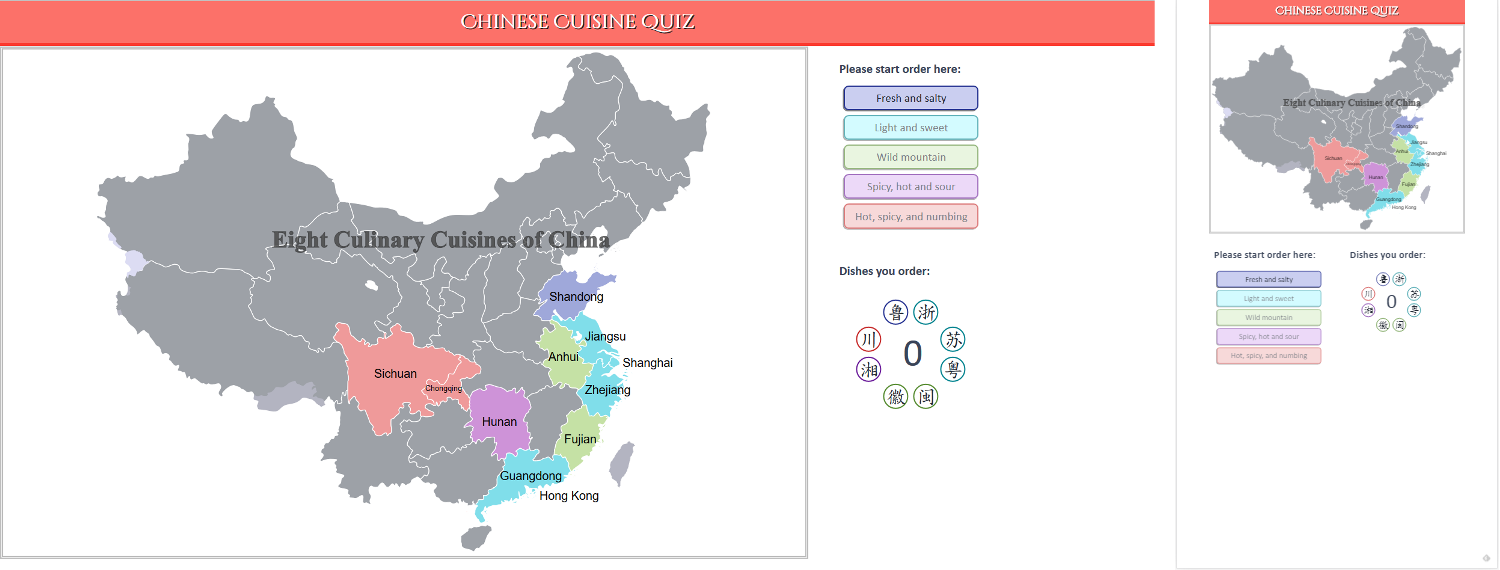 CHINESE CUISINE QUIZ
Eight Culinary Cuisines of China
Shandong
Jiangsu
Anhui
Shanghai
Sichuan
Chongqing
Zhejiang
Hunan
Fujian
Guangdong
Hong Kong
Please start order here:
Fresh and salty
Light and sweet
Wild mountain
Spicy, hot and sour
Hot, spicy, and numbing
Dishes you order:
鲁 浙
川 苏
0
湘 粤
徽 闽
CHINESE CUISINE QUIZ
Eight Culinary Cuisines of China
Shandong
Jiangsu
Anhui
Shanghai
Sichuan
Chongqing
Zhejiang
Hunan
Fujian
Guangdong
Hong Kong
Please start order here:
Fresh and salty
Light and sweet
Wild mountain
Spicy, hot and sour
Hot, spicy, and numbing
Dishes you order:
鲁 浙
川 苏
0
湘 粤
徽 闽